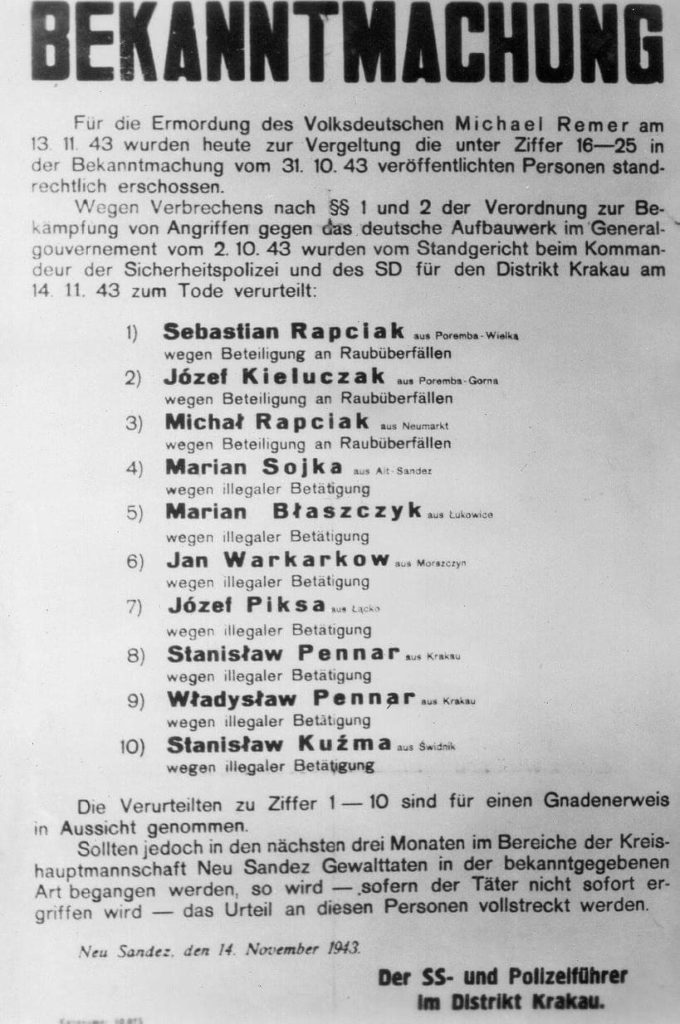 BEKANNTMACHUNG
Für die Ermordung des Volksdeutschen Michael Remer am
13. 11. 43 wurden heute zur Vergeltung die unter Ziffer 16—25 in
der Bekanntmachung vom 31. 10. 43 veröffentlichten Personen stand-
rechtlich erschossen.
Wegen Verbrechens nach §§ 1 und 2 der Verordnung zur Be-
kämpfung von Angriffen gegen das deutsche Aufbauwerk im General-
gouvernement vom 2. 10. 43 wurden vom Standgericht beim Komman-
deur der Sicherheitspolizei und des SD für den Distrikt Krakau am
14. 11. 43 zum Tode verurteilt:
1) Sebastian Rapciak aus Poremba-Wielka
wegen Beteiligung an Raubüberfällen
2) Józef Kieluczak aus Poremba-Gorna
wegen Beteiligung an Raubüberfällen
3) Michał Rapciak aus Neumarkt
wegen Beteiligung an Raubüberfällen
4) Marian Sojka aus Alt-Sandez
wegen illegaler Betätigung
5) Marian Błaszczyk aus Łukowice
wegen illegaler Betätigung
6) Jan Warkarkow aus Morszczyn
wegen illegaler Betätigung
7) Józef Piksa aus Łącko
wegen illegaler Betätigung
8) Stanisław Pennar aus Krakau
wegen illegaler Betätigung
9) Władysław Pennar aus Krakau
wegen illegaler Betätigung
10) Stanisław Kuźma aus Świdnik
wegen illegaler Betätigung
Die Verurteilten zu Ziffer 1—10 sind für einen Gnadenerweis
in Aussicht genommen.
Sollten jedoch in den nächsten drei Monaten im Bereiche der Kreis-
hauptmannschaft Neu Sandez Gewalttaten in der bekanntgegebenen
Art begangen werden, so wird — sofern der Täter nicht sofort er-
griffen wird — das Urteil an diesen Personen vollstreckt werden.
Neu Sandez, den 14. November 1943.
Der SS- und Polizeiführer
im Distrikt Krakau.